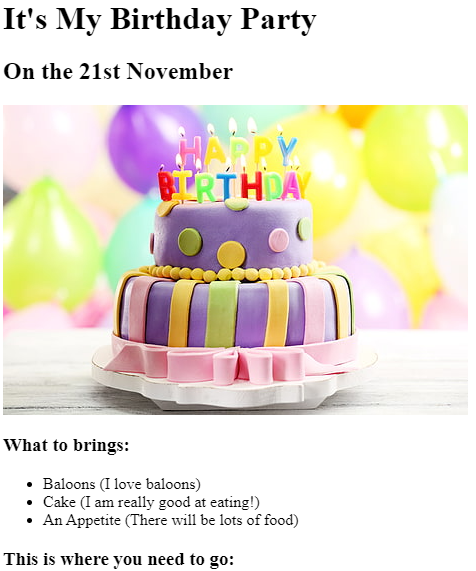 It's My Birthday Party
On the 21st November
HAPPY
BIRTHDAY
What to brings:
Baloons (I love baloons)
Cake (I am really good at eating!)
An Appetite (There will be lots of food)
This is where you need to go: